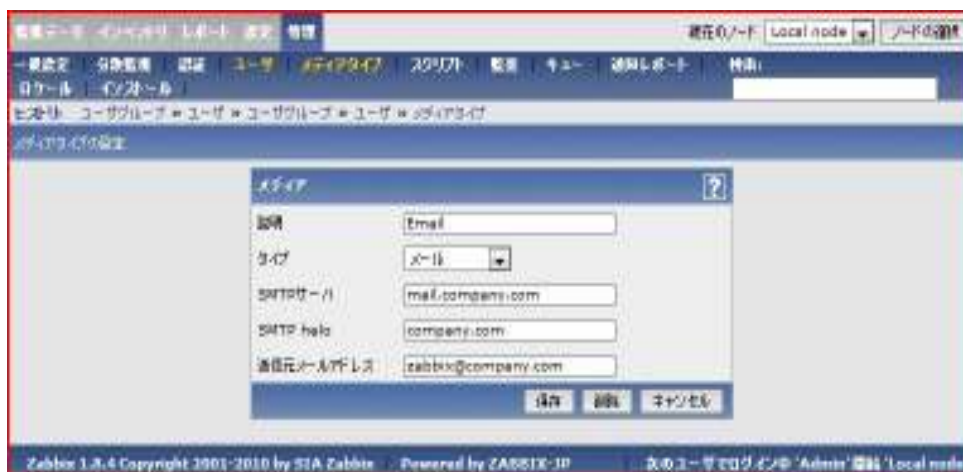 監視データ インベントリ レポート 設定 管理
現在のノード Local node ノードの選択
一般設定 分散監視 認証 ユーザ メディアタイプ スクリプト 監査 キュー 通知レポート 検索:
ロケール インストール
ヒストリ: ユーザグループ » ユーザ » ユーザグループ » ユーザ » メディアタイプ
メディアタイプの設定
メディア ?
説明 Email
タイプ メール
SMTPサーバ mail.company.com
SMTP helo company.com
送信元メールアドレス zabbix@company.com
保存 削除 キャンセル
Zabbix 1.8.4 Copyright 2001-2010 by SIA Zabbix Powered by ZABBIX-JP 次のユーザでログイン中 'Admin' 'Local node